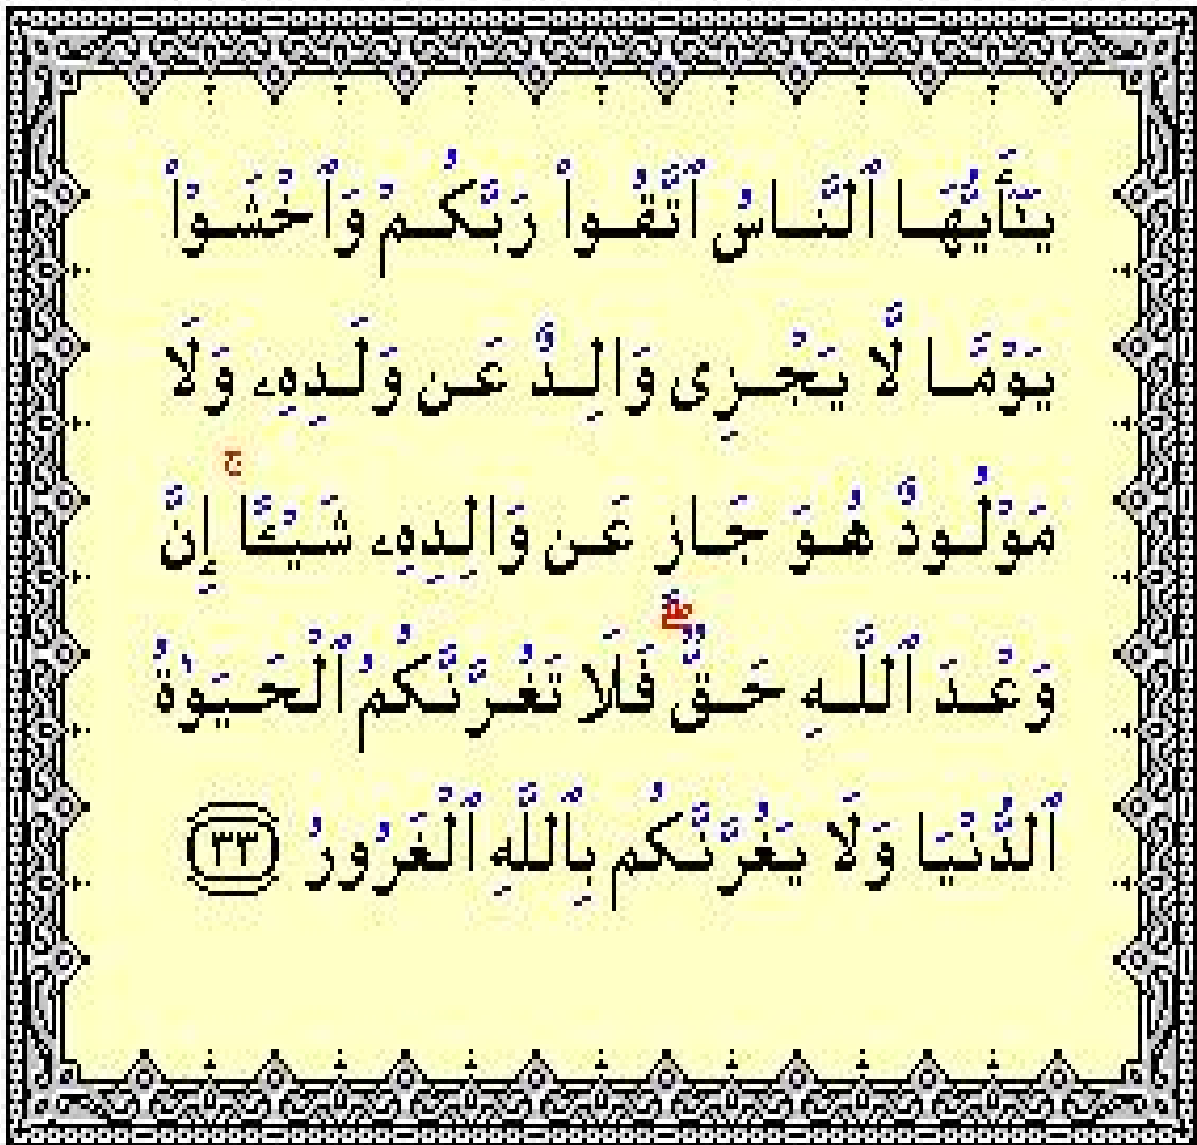 يَـٰٓأَيُّهَا ٱلنَّاسُ ٱتَّقُوا۟ رَبَّكُمْ وَٱخْشَوْا۟
يَوْمًا لَّا يَجْزِى وَالِدٌ عَن وَلَدِهِۦ وَلَا
مَوْلُودٌ هُوَ جَازٍ عَن وَالِدِهِۦ شَيْـًٔا ۚ إِنَّ
وَعْدَ ٱللَّهِ حَقٌّ ۖ فَلَا تَغُرَّنَّكُمُ ٱلْحَيَوٰةُ
ٱلدُّنْيَا وَلَا يَغُرَّنَّكُم بِٱللَّهِ ٱلْغَرُورُ ٣٣